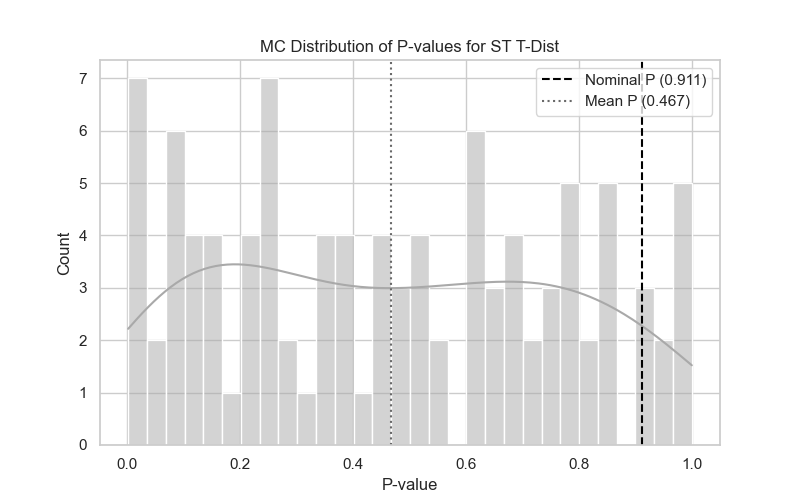 MC Distribution of P-values for ST T-Dist
Nominal P (0.911)
Mean P (0.467)
Count
7
6
5
4
3
2
1
0
0.0 0.2 0.4 0.6 0.8 1.0
P-value